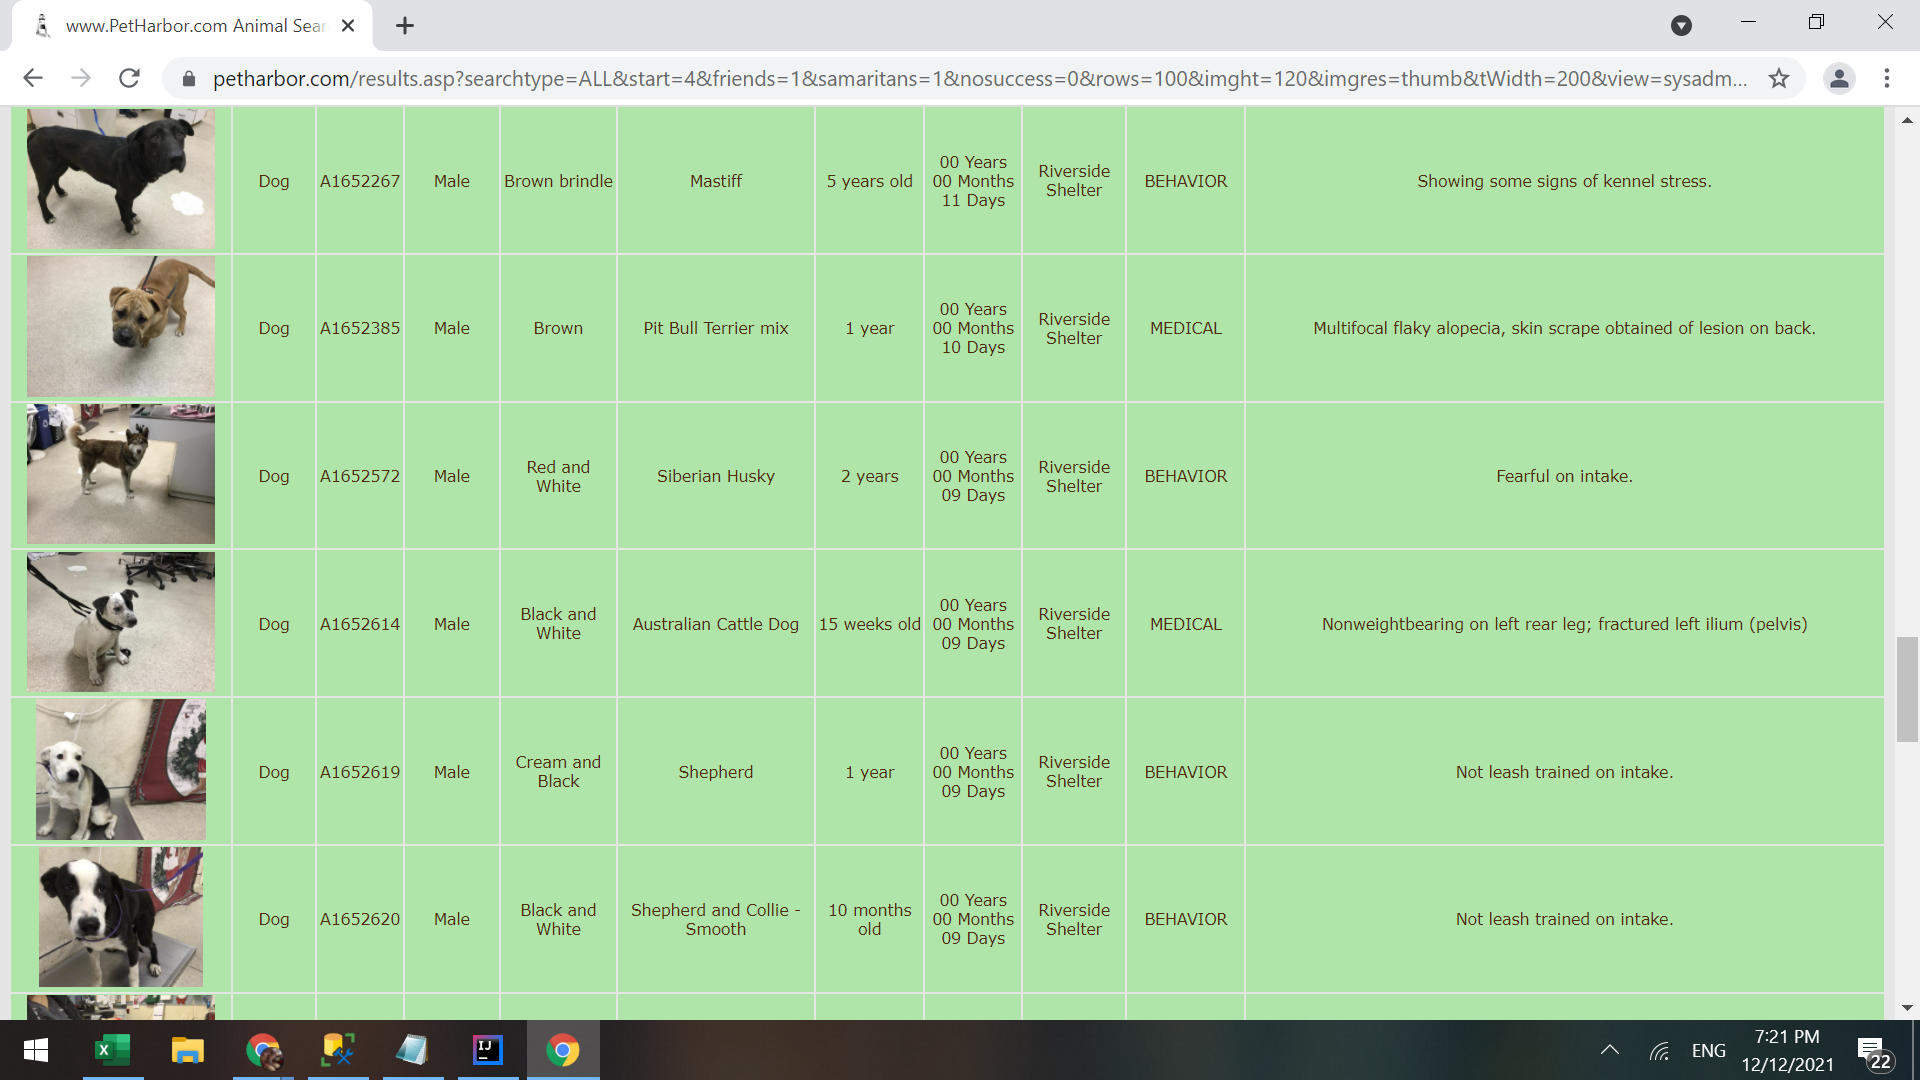 www.PetHarbor.com Animal Sear
petharbor.com/results.asp?searchtype=ALL&start=4&friends=1&samaritans=1&nosuccess=0&rows=100&imght=120&imgres=thumb&tWidth=200&view=sysadm...
Dog
A1652267
Male
Brown brindle
Mastiff
5 years old
00 Years
00 Months
11 Days
Riverside
Shelter
BEHAVIOR
Showing some signs of kennel stress.
Dog
A1652385
Male
Brown
Pit Bull Terrier mix
1 year
00 Years
00 Months
10 Days
Riverside
Shelter
MEDICAL
Multifocal flaky alopecia, skin scrape obtained of lesion on back.
Dog
A1652572
Male
Red and
White
Siberian Husky
2 years
00 Years
00 Months
09 Days
Riverside
Shelter
BEHAVIOR
Fearful on intake.
Dog
A1652614
Male
Black and
White
Australian Cattle Dog
15 weeks old
00 Years
00 Months
09 Days
Riverside
Shelter
MEDICAL
Nonweightbearing on left rear leg; fractured left ilium (pelvis)
Dog
A1652619
Male
Cream and
Black
Shepherd
1 year
00 Years
00 Months
09 Days
Riverside
Shelter
BEHAVIOR
Not leash trained on intake.
Dog
A1652620
Male
Black and
White
Shepherd and Collie -
Smooth
10 months
old
00 Years
00 Months
09 Days
Riverside
Shelter
BEHAVIOR
Not leash trained on intake.
X
IJ
ENG
7:21 PM
12/12/2021
22